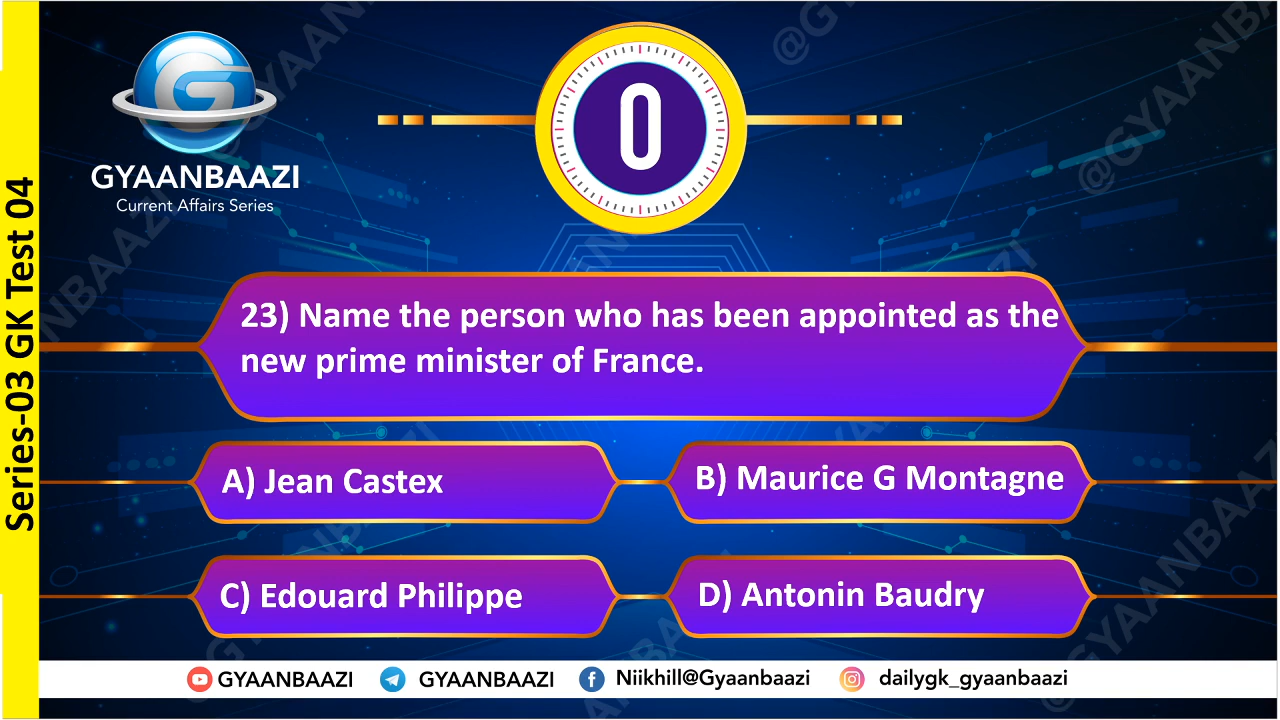 GYAANBAAZI
Current Affairs Series
0
Series-03 GK Test 04
23) Name the person who has been appointed as the
new prime minister of France.
A) Jean Castex
B) Maurice G Montagne
C) Edouard Philippe
D) Antonin Baudry
GYAANBAAZI
GYAANBAAZI
Niikhill@Gyaanbaazi
dailygk_gyaanbaazi
@GYAANBAAZI